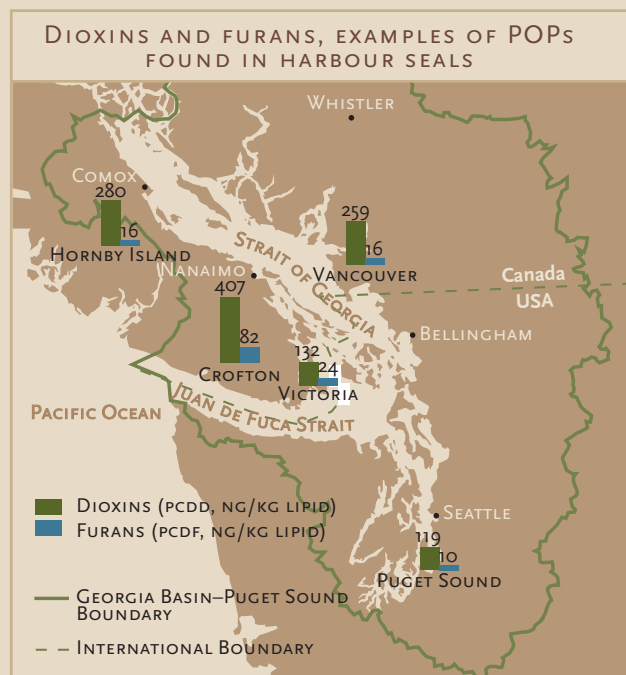 Dioxins and furans, examples of POPs
found in harbour seals
Whistler
Comox
280
16
Hornby Island
259
16
Vancouver
Strait of Georgia
Nanaimo
Canada
USA
407
82
Crofton
Bellingham
132
24
Victoria
Juan de Fuca Strait
Pacific Ocean
Dioxins (pcdd, ng/kg lipid)
Furans (pcdf, ng/kg lipid)
Seattle
119
10
Puget Sound
Georgia Basin–Puget Sound
Boundary
International Boundary